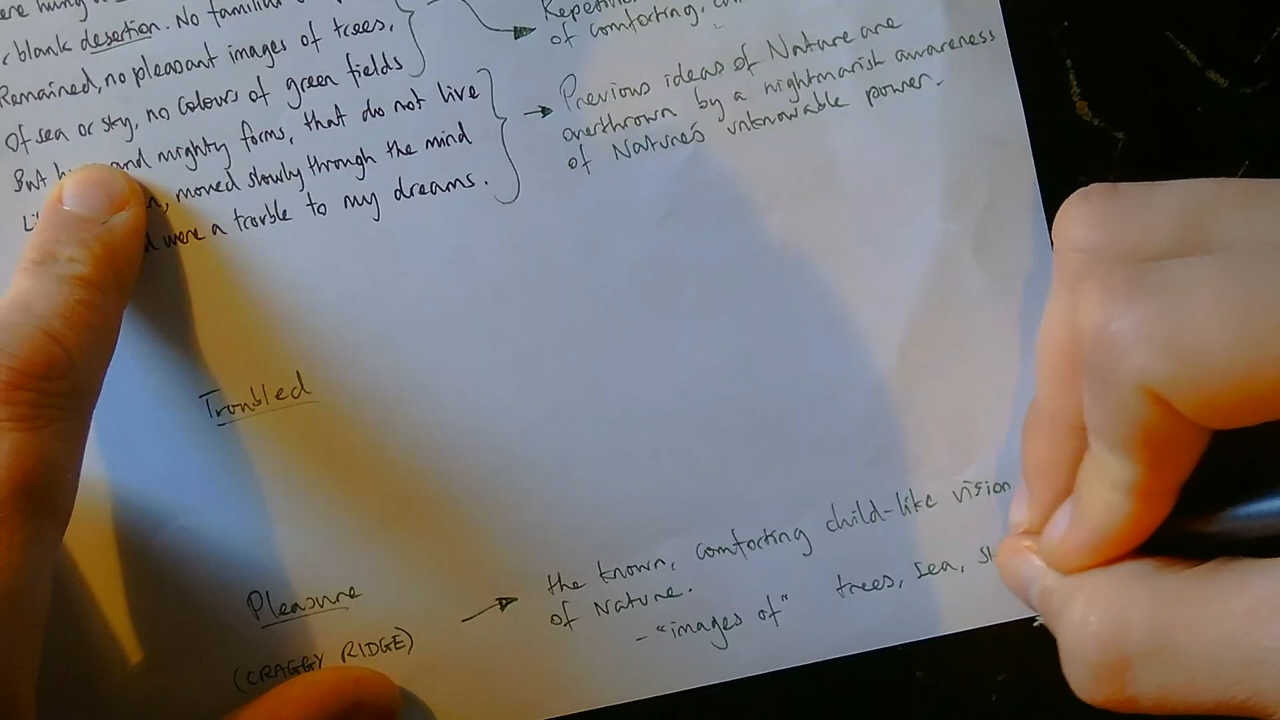 blank desertion. No
Remained, no pleasant images of trees,
Of sea or sky, no colours of green fields
But and mighty forms, that do not live
moved slowly through the mind
were a trouble to my dreams.
of comforting,
Previous ideas of Nature are
overthrown by a nightmarish awareness
of Nature's unknowable power.
Troubled
Pleasure
(CRAGGY RIDGE)
the known, comforting child-like vision
of Nature.
- "images of" trees, sea,